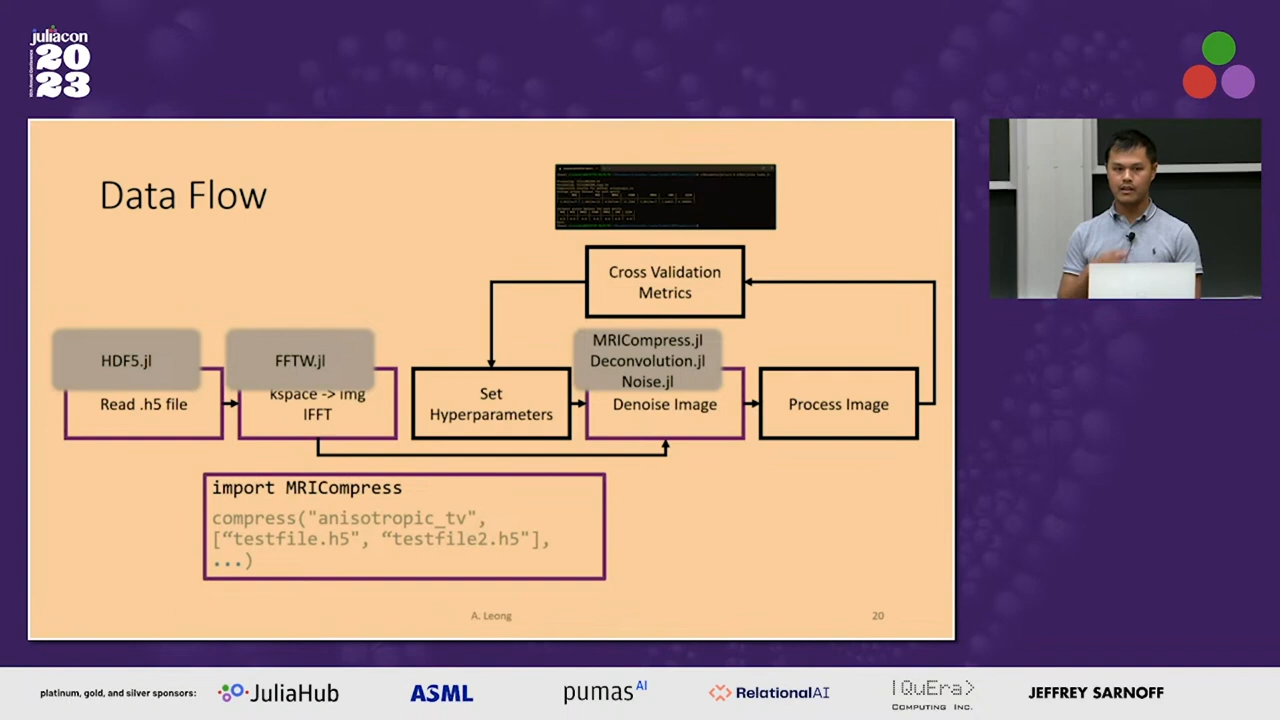 juliacon
20
23
Data Flow
Cross Validation
Metrics
HDF5.jl
FFTW.jl
MRICompress.jl
Deconvolution.jl
Noise.jl
Read .h5 file
kspace -> img
IFFT
Set
Hyperparameters
Denoise Image
Process Image
import MRICompress
compress("anisotropic_tv",
[“testfile.h5", “testfile2.h5"],
...)
A. Leong
20
platinum, gold, and silver sponsors:
JuliaHub
ASML
pumas AI
RelationalAI
|QuEra>
COMPUTING INC.
JEFFREY SARNOFF